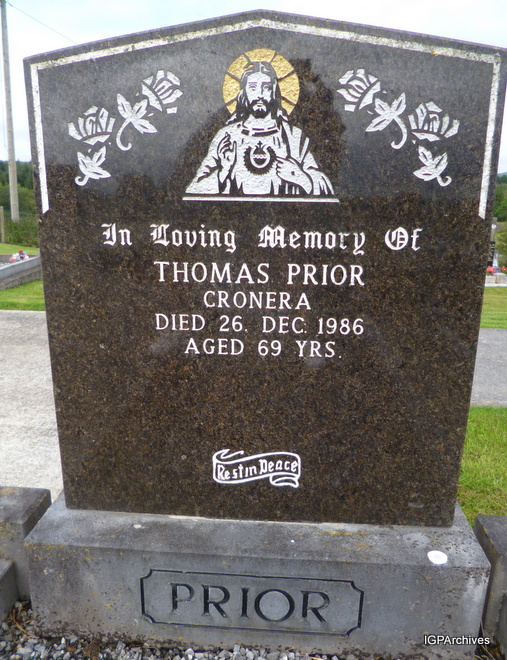 In Loving Memory Of
THOMAS PRIOR
CRONERA
DIED 26. DEC. 1986
AGED 69 YRS.
Rest in Peace
PRIOR
IGPArchives